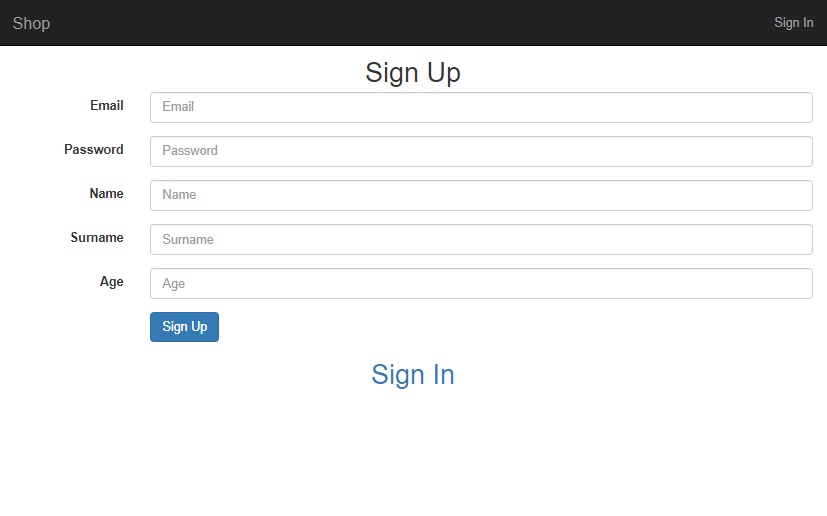 Shop Sign In
Sign Up
Email Email
Password Password
Name Name
Surname Surname
Age Age
Sign Up
Sign In